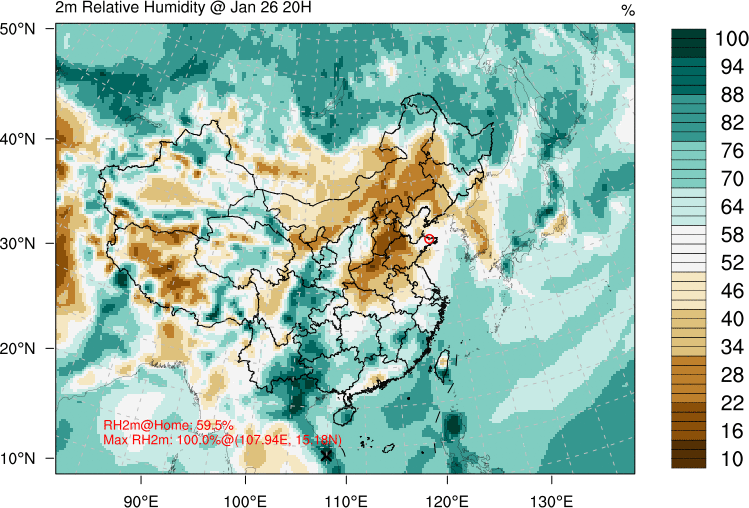 2m Relative Humidity @ Jan 26 20H
%
50°N
40°N
30°N
20°N
10°N
90°E
100°E
110°E
120°E
130°E
RH2m@Home: 59.5%
Max RH2m: 100.0%@(107.94E, 15.18N)
100
94
88
82
76
70
64
58
52
46
40
34
28
22
16
10